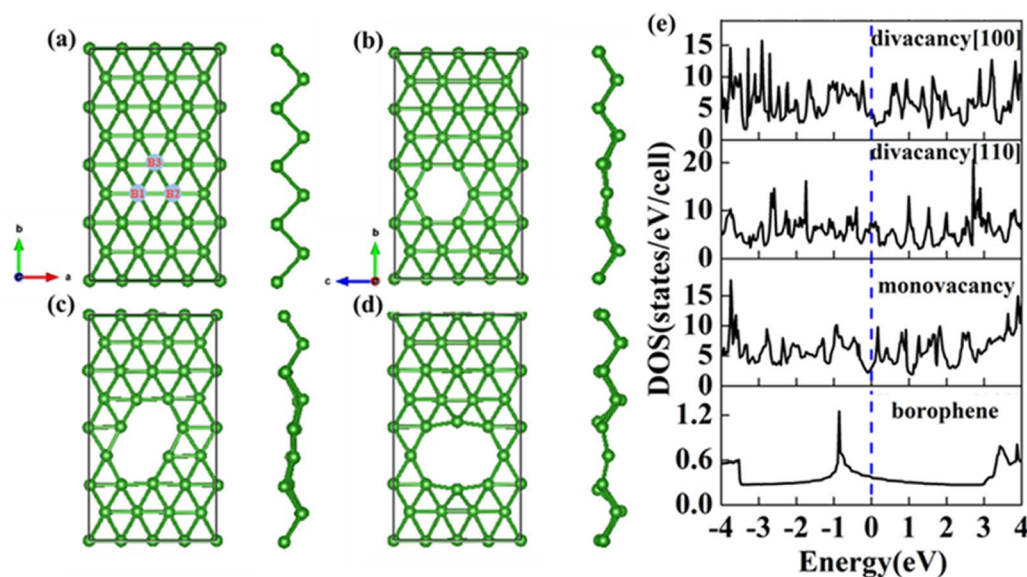 (a)
B3
B1 B2
b
a
(b)
b
c
(c)
(d)
(e)
DOS(states/eV/cell)
divacancy[100]
15
10
5
0
divacancy[110]
20
10
0
monovacancy
15
10
5
0
borophene
1.2
0.6
0.0
-4 -3 -2 -1 0 1 2 3 4
Energy(eV)